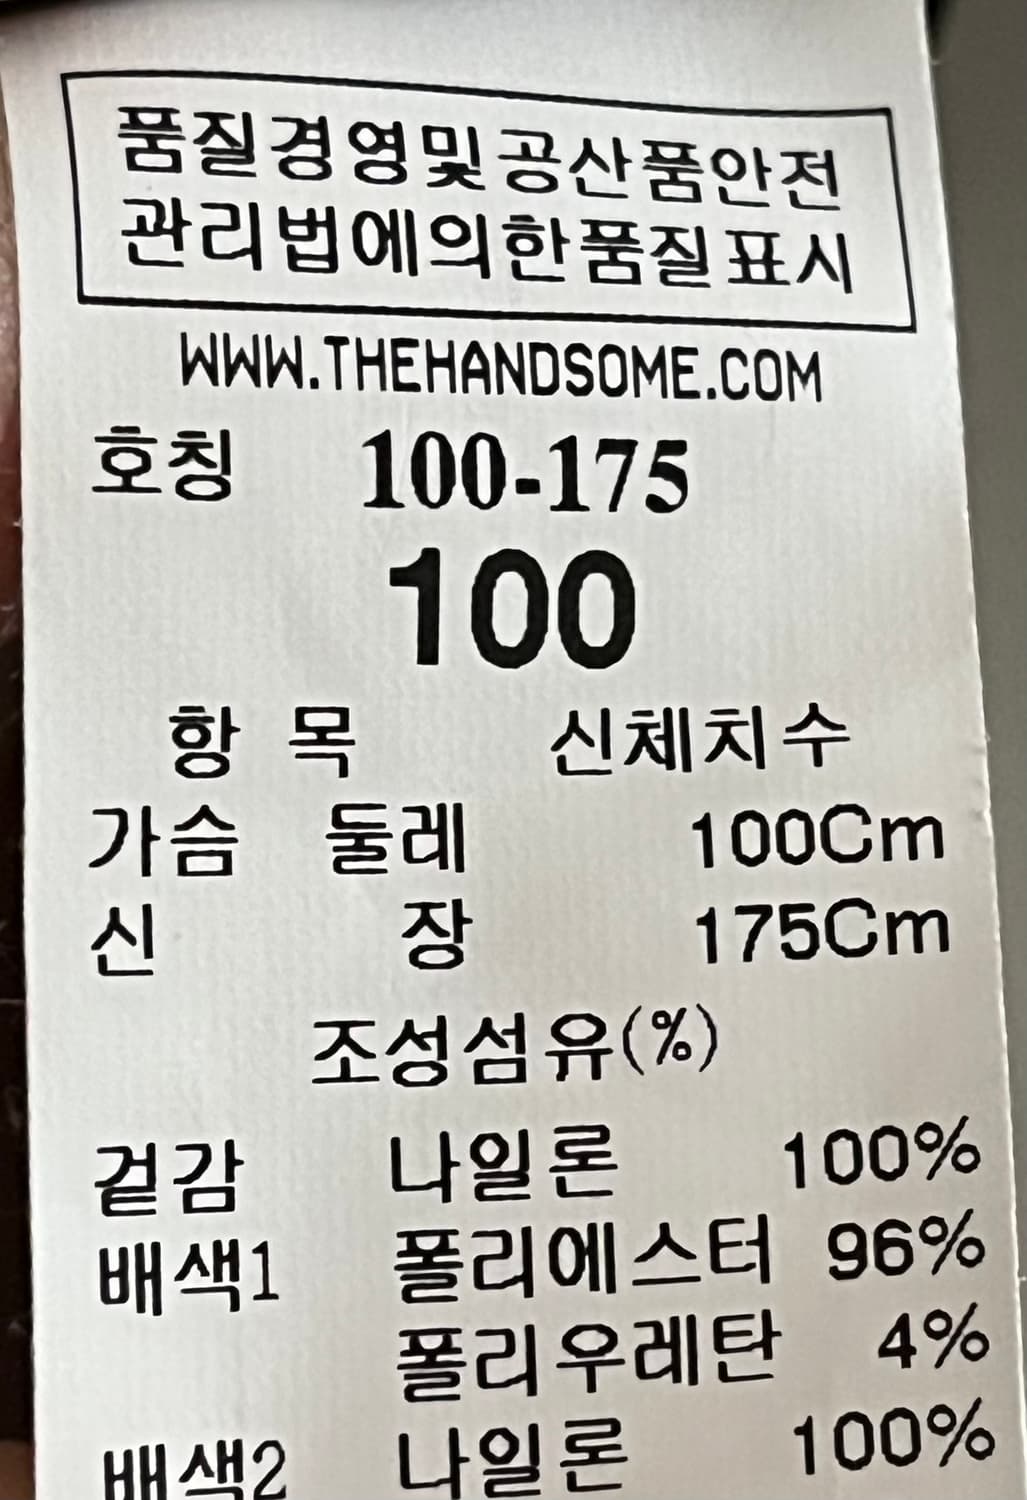 품질경영및공산품안전
관리법에의한품질표시
WWW.THEHANDSOME.COM
호칭 100-175
100
항 목 신체치수
가슴 둘레 100Cm
신 장 175Cm
조성섬유(%)
겉감 나일론 100%
배색1 폴리에스터 96%
폴리우레탄 4%
배색2 나일론 100%